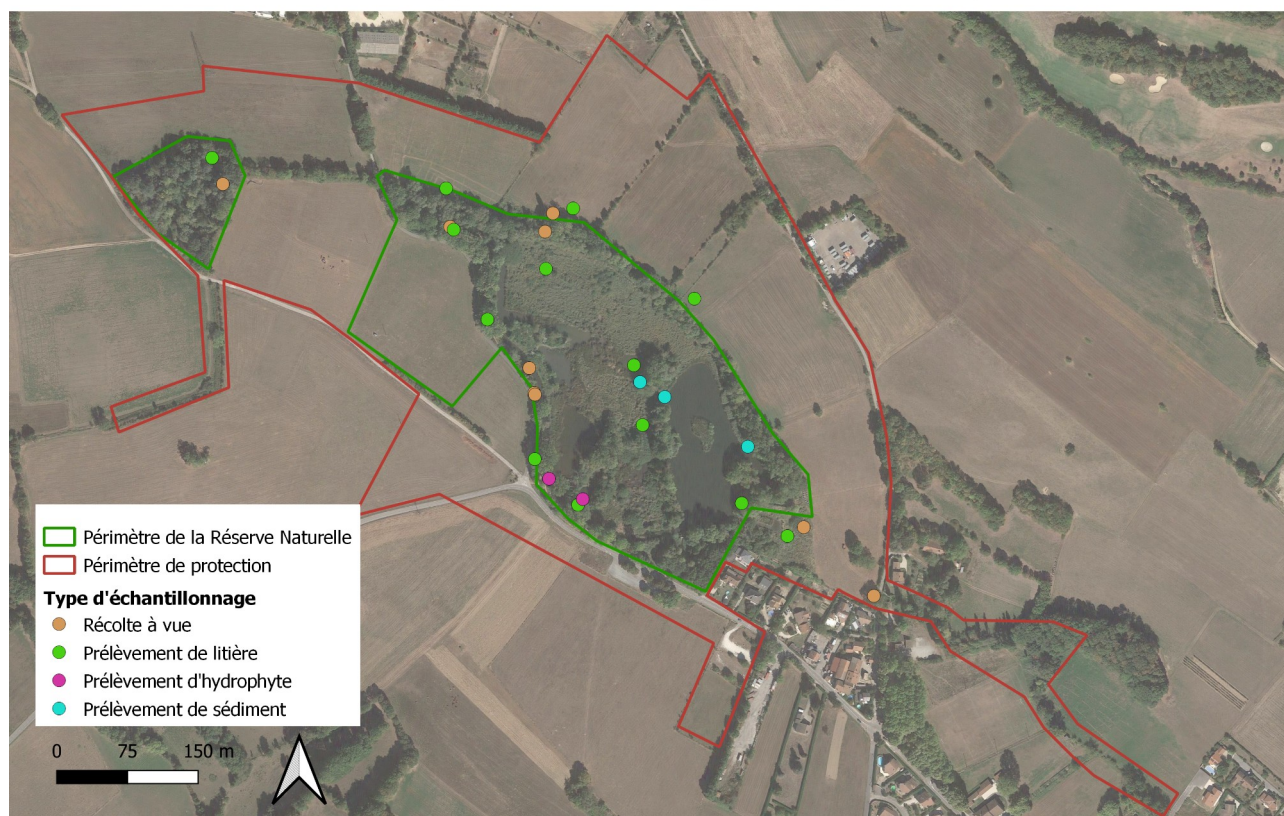 Périmètre de la Réserve Naturelle
Périmètre de protection
Type d'échantillonnage
Récolte à vue
Prélèvement de litière
Prélèvement d'hydrophyte
Prélèvement de sédiment
0 75 150 m